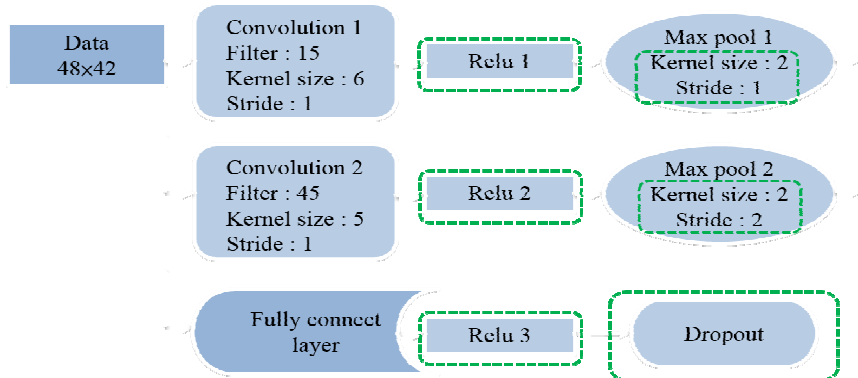 Data
48×42
Convolution 1
Filter : 15
Kernel size : 6
Stride : 1
Relu 1
Max pool 1
Kernel size : 2
Stride : 1
Convolution 2
Filter : 45
Kernel size : 5
Stride : 1
Relu 2
Max pool 2
Kernel size : 2
Stride : 2
Fully connect
layer
Relu 3
Dropout